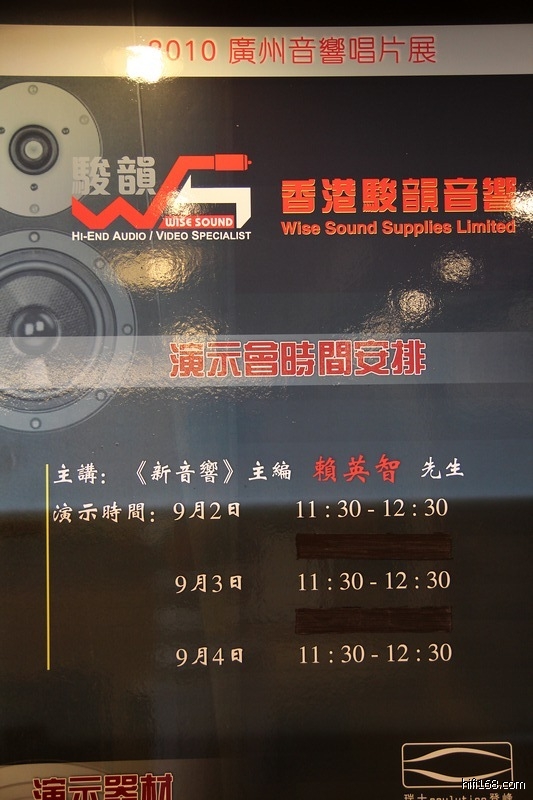 2010 廣州音響唱片展
駿韻
WISE SOUND
HI-END AUDIO / VIDEO SPECIALIST
香港駿韻音響
Wise Sound Supplies Limited
演示會時間安排
主講：《新音響》主編 賴英智 先生
演示時間：9月2日 11:30 - 12:30
9月3日 11:30 - 12:30
9月4日 11:30 - 12:30
演示器材
hifi168.com